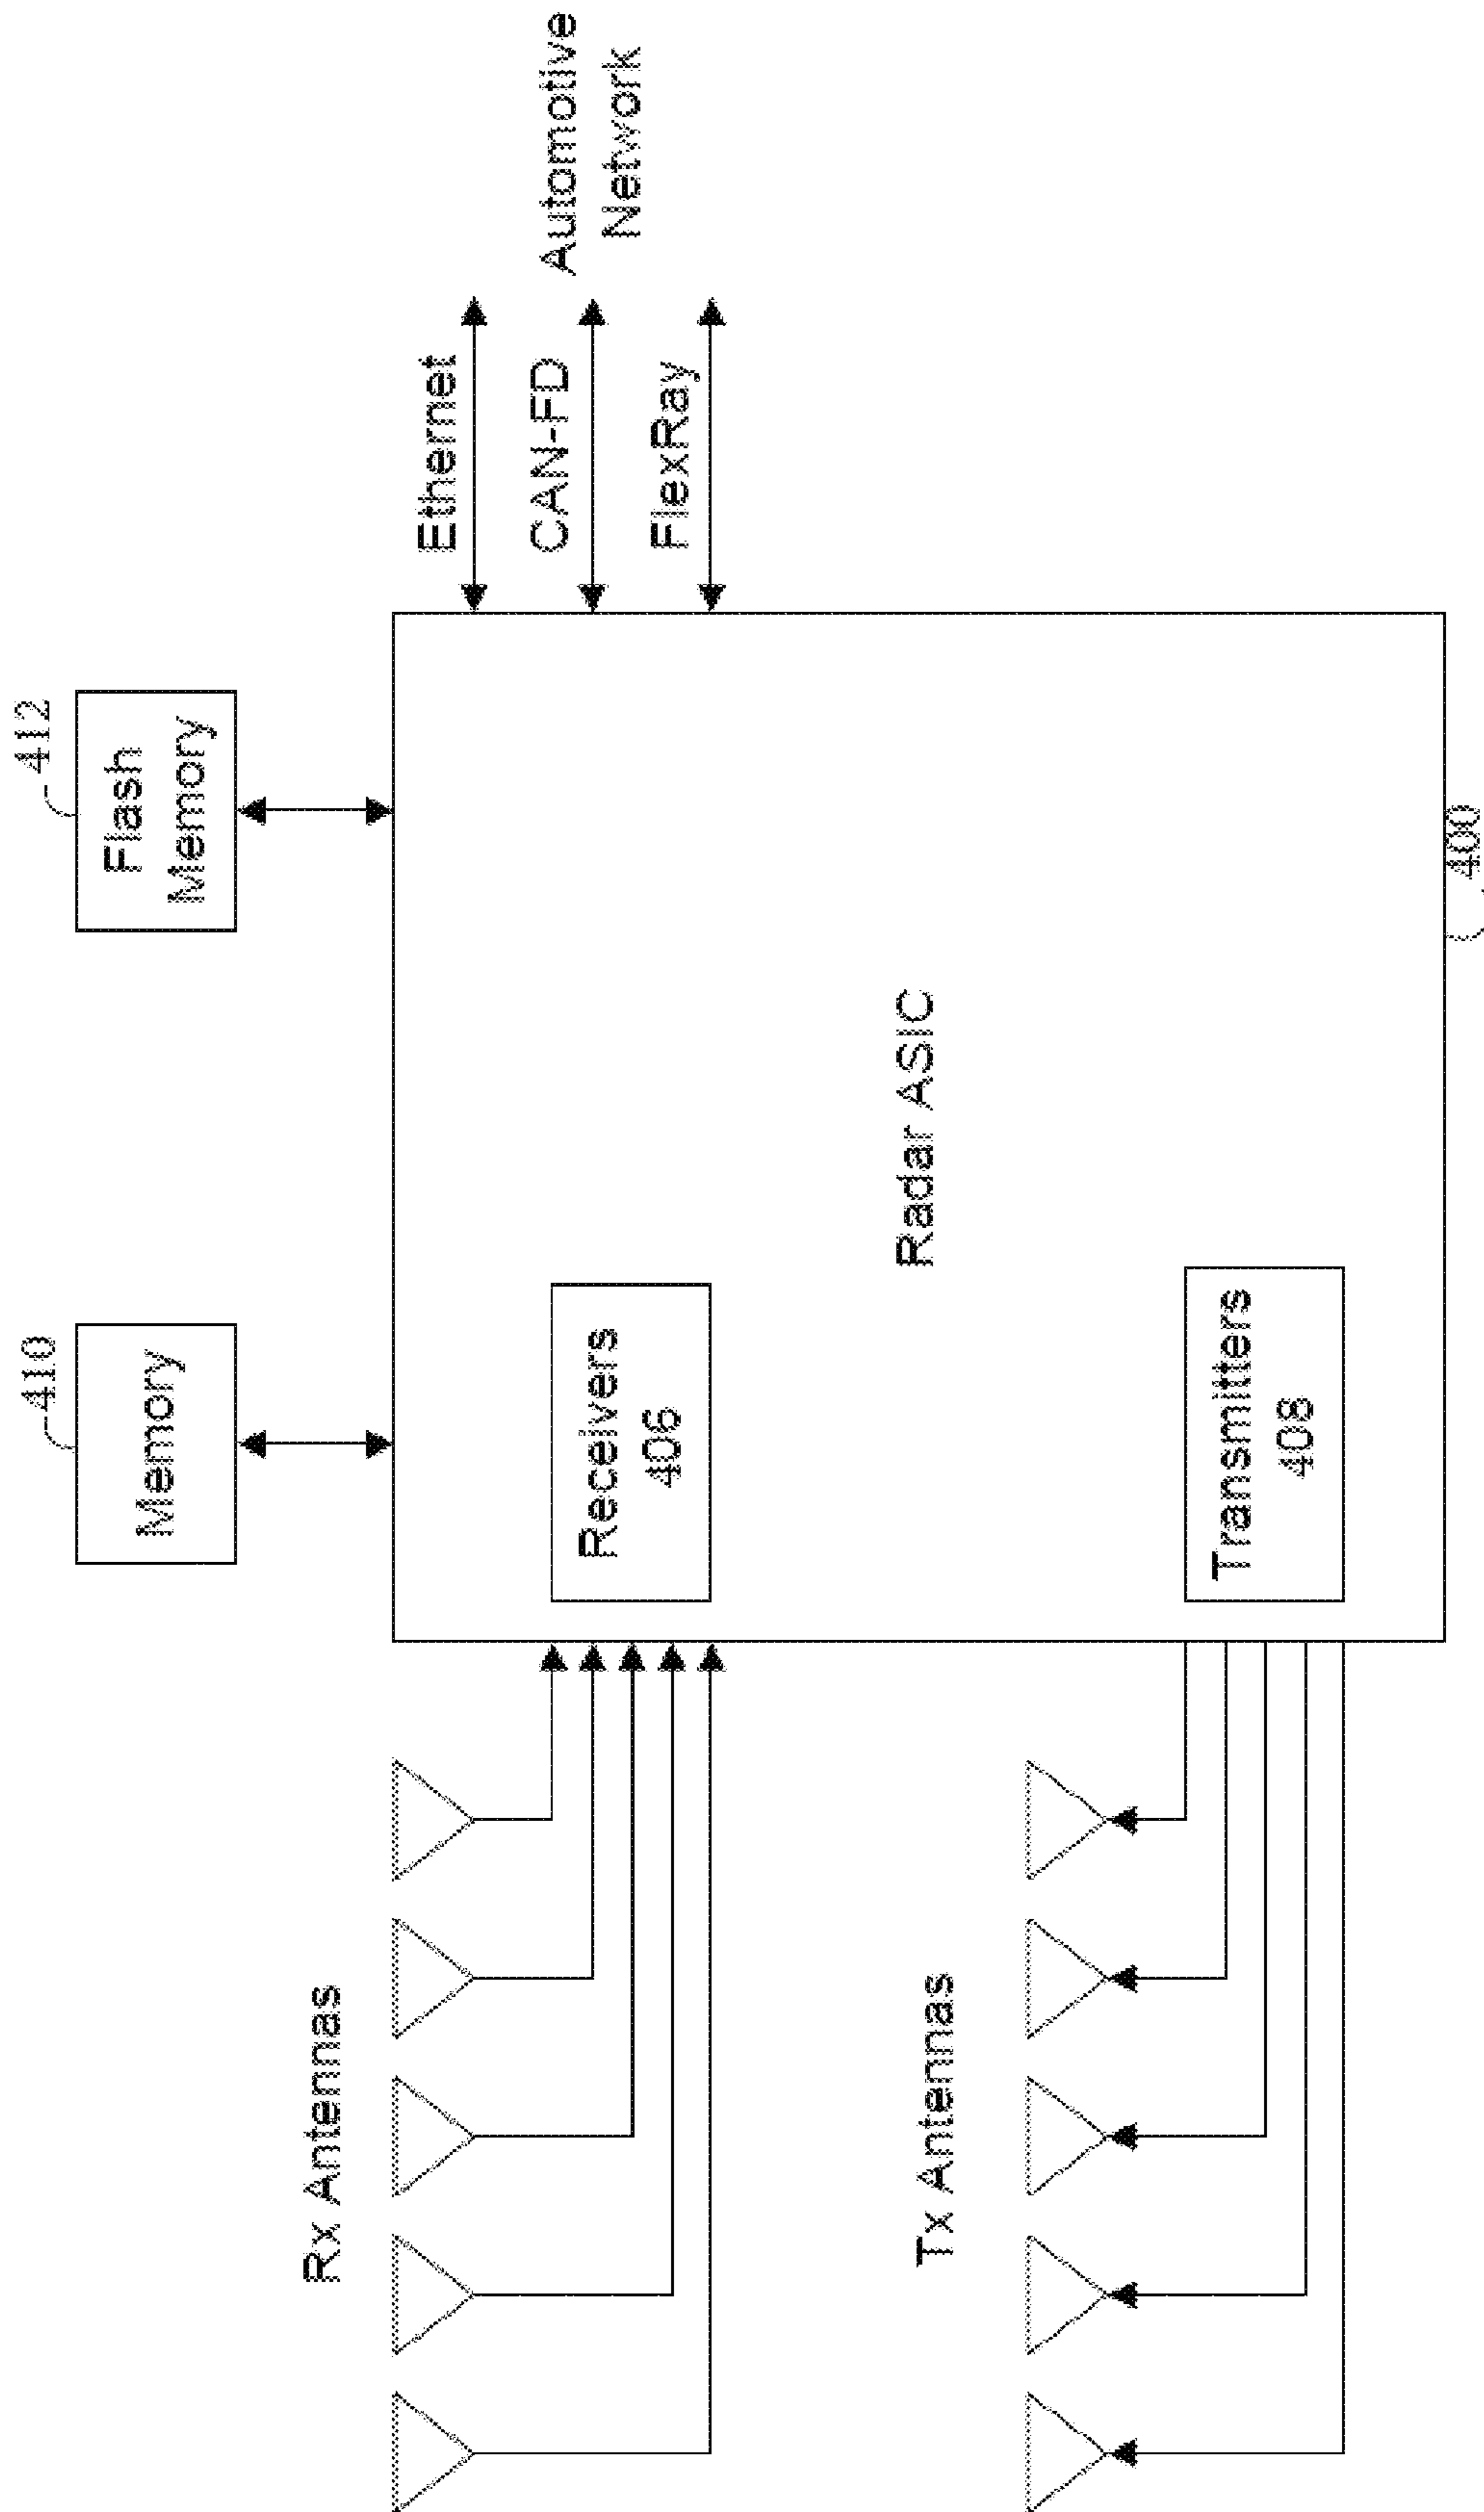 410
Memory
412
Flash
Memory
Rx Antennas
Receivers
406
Ethernet
CAN-FD
FlexRay
Automotive
Network
Radar ASIC
Tx Antennas
Transmitters
408
400